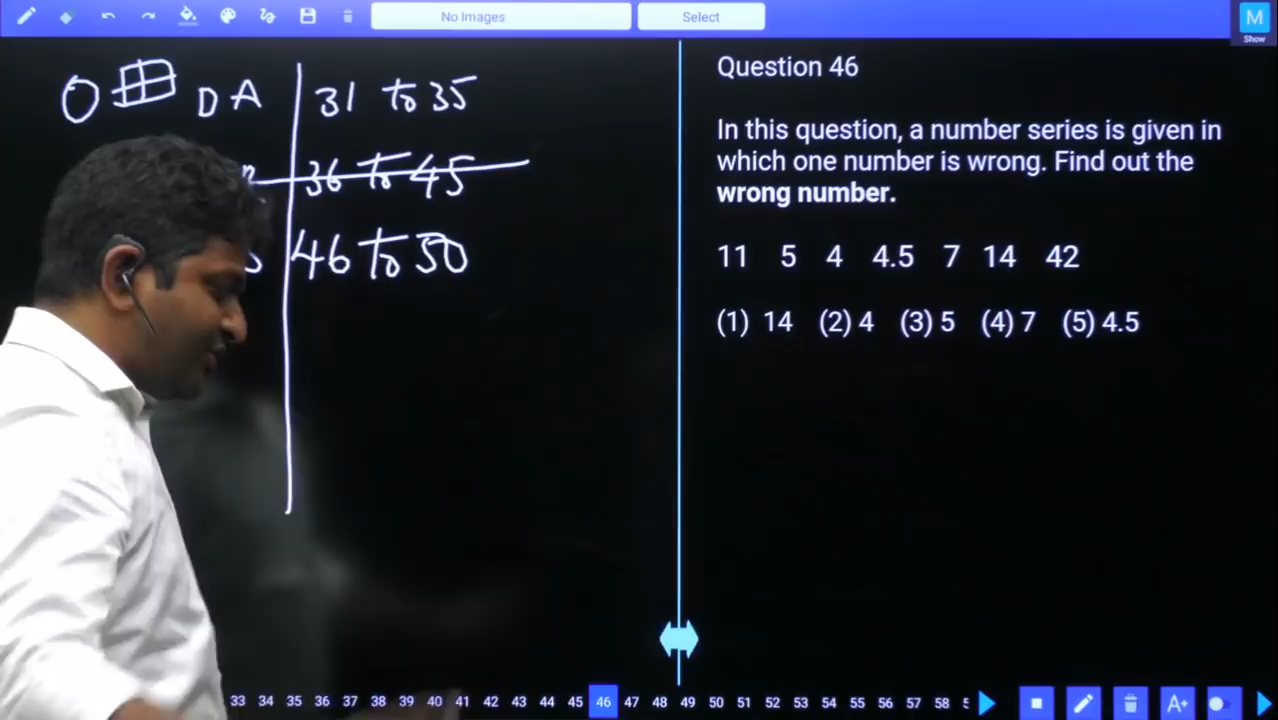 No Images
Select
M
Show
O D A 31 to 35
36 to 45
46 to 50
Question 46
In this question, a number series is given in
which one number is wrong. Find out the
wrong number.
11 5 4 4.5 7 14 42
(1) 14 (2) 4 (3) 5 (4) 7 (5) 4.5
33 34 35 36 37 38 39 40 41 42 43 44 45 46 47 48 49 50 51 52 53 54 55 56 57 58
A+